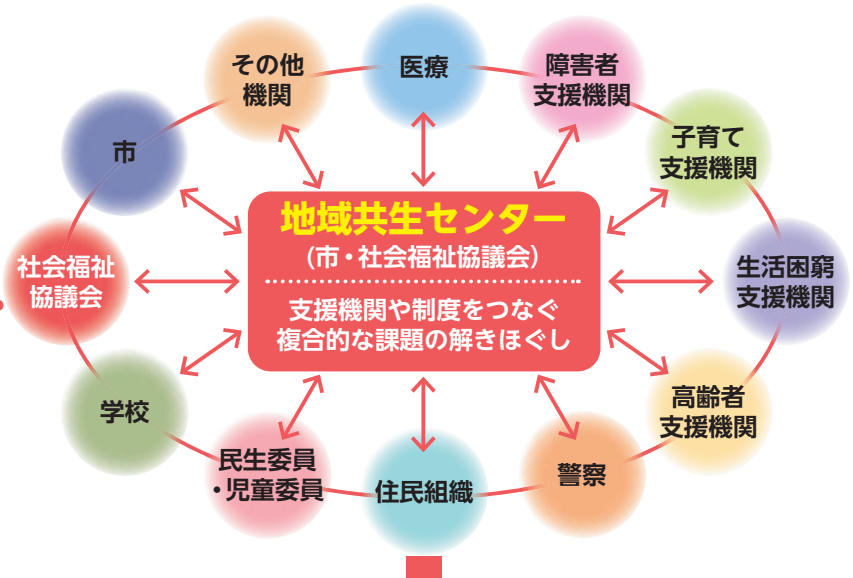 その他
機関
医療
障害者
支援機関
子育て
支援機関
市
地域共生センター
（市・社会福祉協議会）
支援機関や制度をつなぐ
複合的な課題の解きほぐし
社会福祉
協議会
生活困窮
支援機関
学校
高齢者
支援機関
民生委員
・児童委員
住民組織
警察